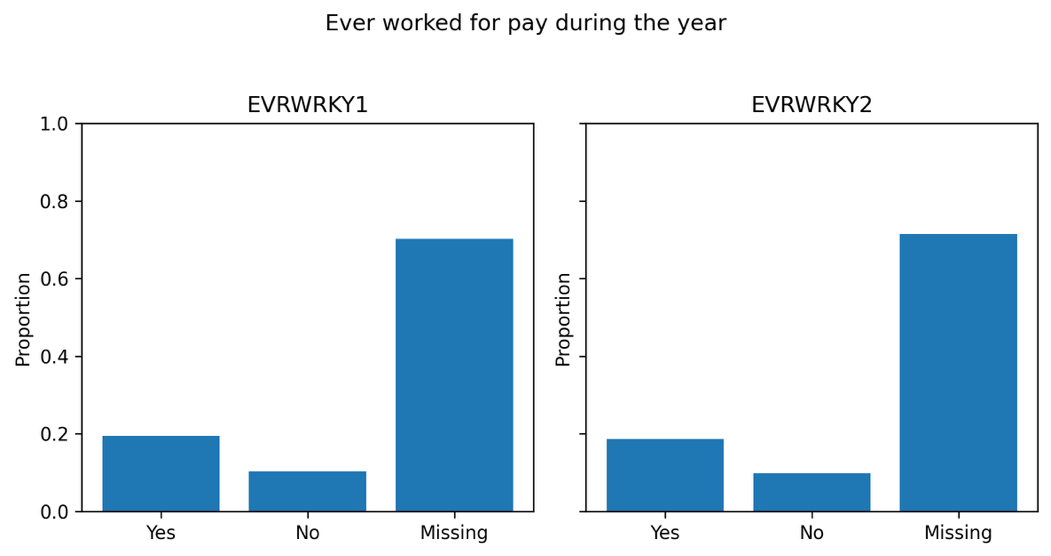 Ever worked for pay during the year
EVRWRKY1
1.0
0.8
0.6
0.4
0.2
0.0
Proportion
Yes No Missing
EVRWRKY2
Proportion
Yes No Missing